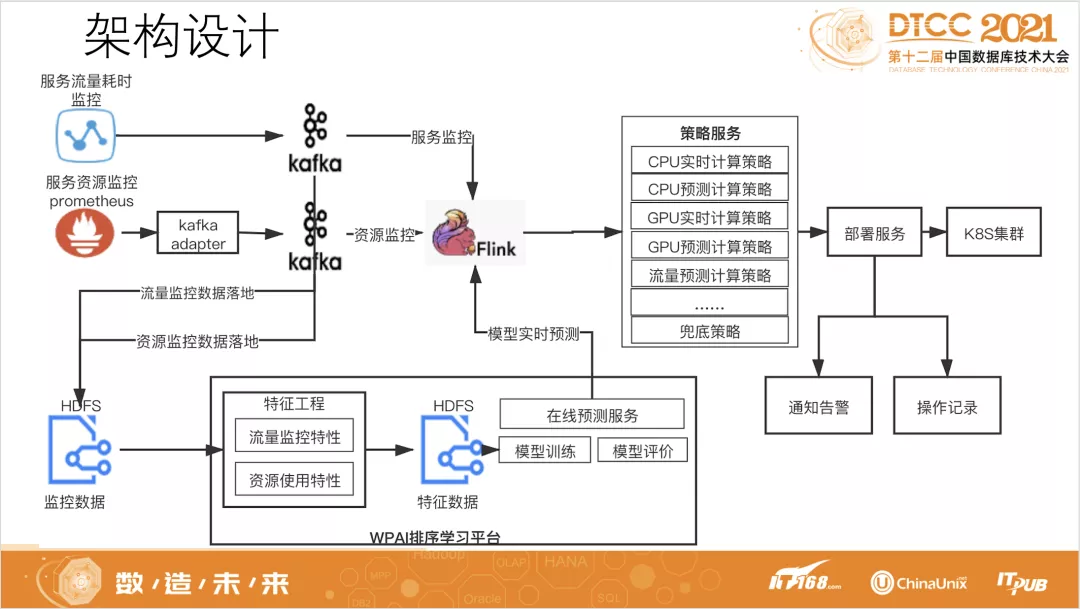 架构设计
DTCC 2021
第十二届中国数据库技术大会
DATABASE TECHNOLOGY CONFERENCE CHINA 2021
服务流量耗时
监控
kafka
服务监控
服务资源监控
prometheus
kafka
adapter
kafka
资源监控
Flink
策略服务
CPU实时计算策略
CPU预测计算策略
GPU实时计算策略
GPU预测计算策略
流量预测计算策略
......
兜底策略
部署服务
K8S集群
通知告警
操作记录
流量监控数据落地
资源监控数据落地
模型实时预测
HDFS
监控数据
特征工程
流量监控特性
资源使用特性
HDFS
特征数据
在线预测服务
模型训练
模型评价
WPAI排序学习平台
数/造/未/来
Hadoop
OLAP
HANA
MPP
DB2
Oracle
SQL
IT168.com
ChinaUnix
ITPUB